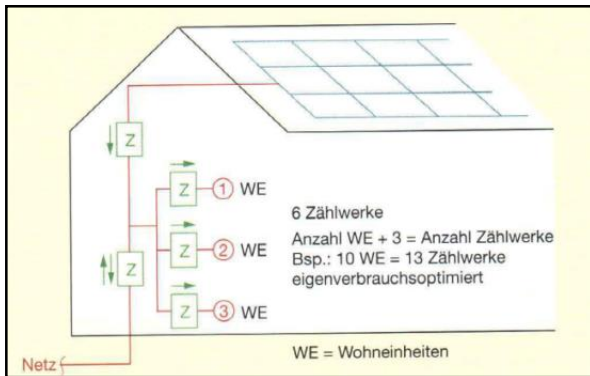 Z
Z
1 WE
6 Zählwerke
Anzahl WE + 3 = Anzahl Zählwerke
Z
2 WE
Bsp.: 10 WE = 13 Zählwerke
Z
eigenverbrauchsoptimiert
Z
3 WE
WE = Wohneinheiten
Netz